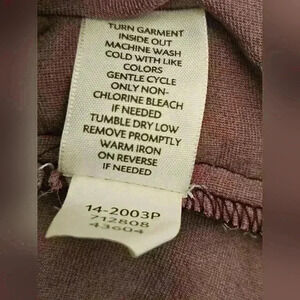 TURN GARMENT
INSIDE OUT
MACHINE WASH
COLD WITH LIKE
COLORS
GENTLE CYCLE
ONLY NON-
CHLORINE BLEACH
IF NEEDED
TUMBLE DRY LOW
REMOVE PROMPTLY
WARM IRON
ON REVERSE
IF NEEDED
14-2003P
712808
43604